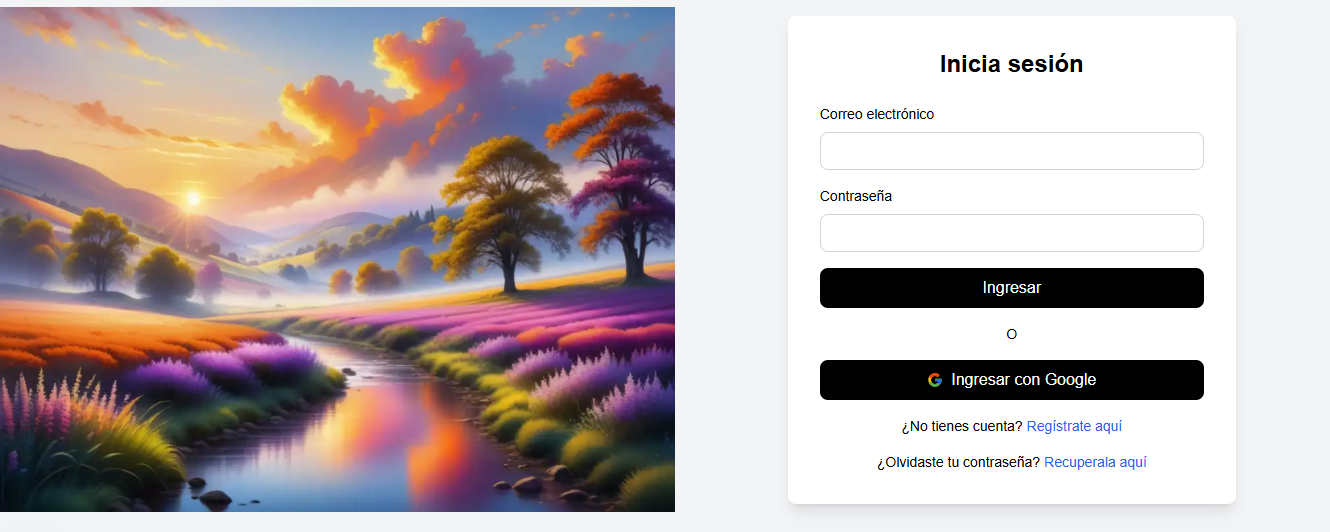 Inicia sesión
Correo electrónico
Contraseña
Ingresar
O
Ingresar con Google
¿No tienes cuenta? Regístrate aquí
¿Olvidaste tu contraseña? Recuperala aquí